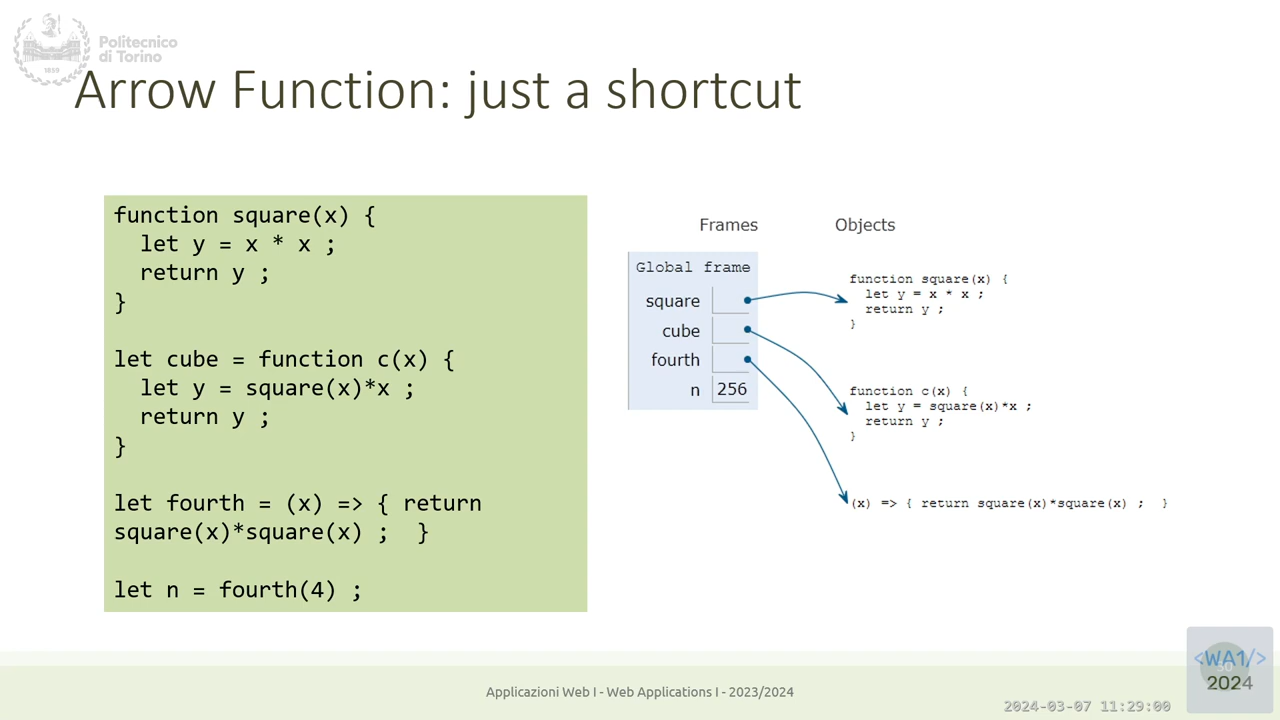 Politecnico
di Torino
1859
Arrow Function: just a shortcut
function square(x) {
  let y = x * x ;
  return y ;
}
let cube = function c(x) {
  let y = square(x)*x ;
  return y ;
}
let fourth = (x) => { return
square(x)*square(x) ;  }
let n = fourth(4) ;
Frames
Objects
Global frame
square
cube
fourth
n 256
function square(x) {
  let y = x * x ;
  return y ;
}
function c(x) {
  let y = square(x)*x ;
  return y ;
}
(x) => { return square(x)*square(x) ;  }
Applicazioni Web I - Web Applications I - 2023/2024
<WA1/>
30
2024
2024-03-07 11:29:00